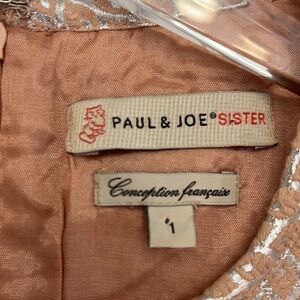 PAUL & JOE® SISTER
Conception française
*1